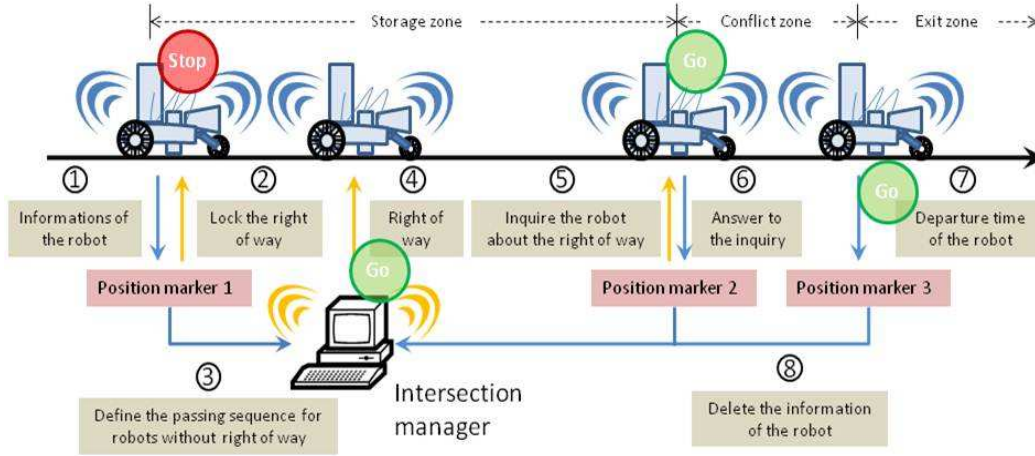 Storage zone
Conflict zone
Exit zone
Stop
Go
①
②
④
⑤
⑥
Go
⑦
Informations of
the robot
Lock the right
of way
Right of
way
Inquire the robot
about the right of way
Answer to
the inquiry
Departure time
of the robot
Go
Position marker 1
Position marker 2
Position marker 3
③
⑧
Intersection
manager
Define the passing sequence for
robots without right of way
Delete the information
of the robot